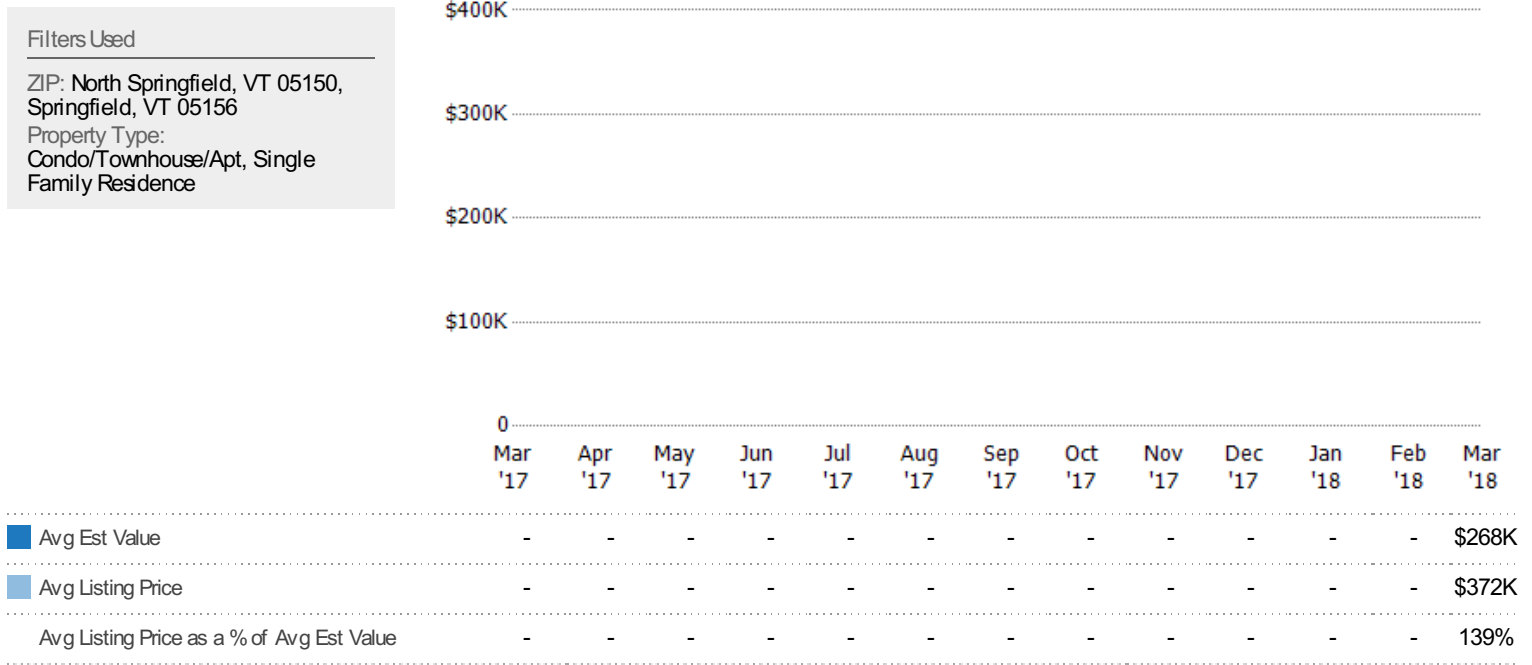 Filters Used
ZIP: North Springfield, VT 05150,
Springfield, VT 05156
Property Type:
Condo/Townhouse/Apt, Single
Family Residence
$400K
$300K
$200K
$100K
0
Mar Apr May Jun Jul Aug Sep Oct Nov Dec Jan Feb Mar
'17 '17 '17 '17 '17 '17 '17 '17 '17 '17 '18 '18 '18
Avg Est Value - - - - - - - - - - - - $268K
Avg Listing Price - - - - - - - - - - - - $372K
Avg Listing Price as a % of Avg Est Value - - - - - - - - - - - - 139%